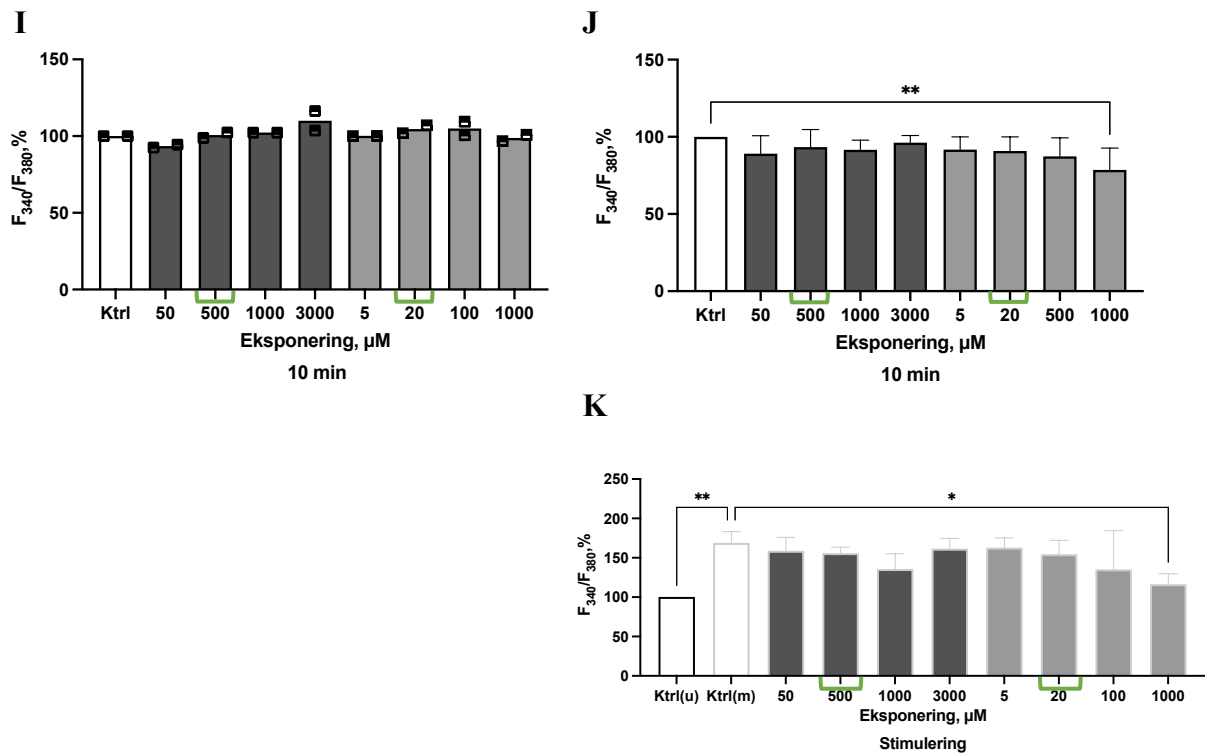 I
F340/F380, %
150
100
50
0
Ktrl 50 500 1000 3000 5 20 100 1000
Eksponering, µM
10 min
J
F340/F380, %
150
100
50
0
**
Ktrl 50 500 1000 3000 5 20 500 1000
Eksponering, µM
10 min
K
F340/F380, %
250
200
150
100
50
0
**
*
Ktrl(u) Ktrl(m) 50 500 1000 3000 5 20 100 1000
Eksponering, µM
Stimulering